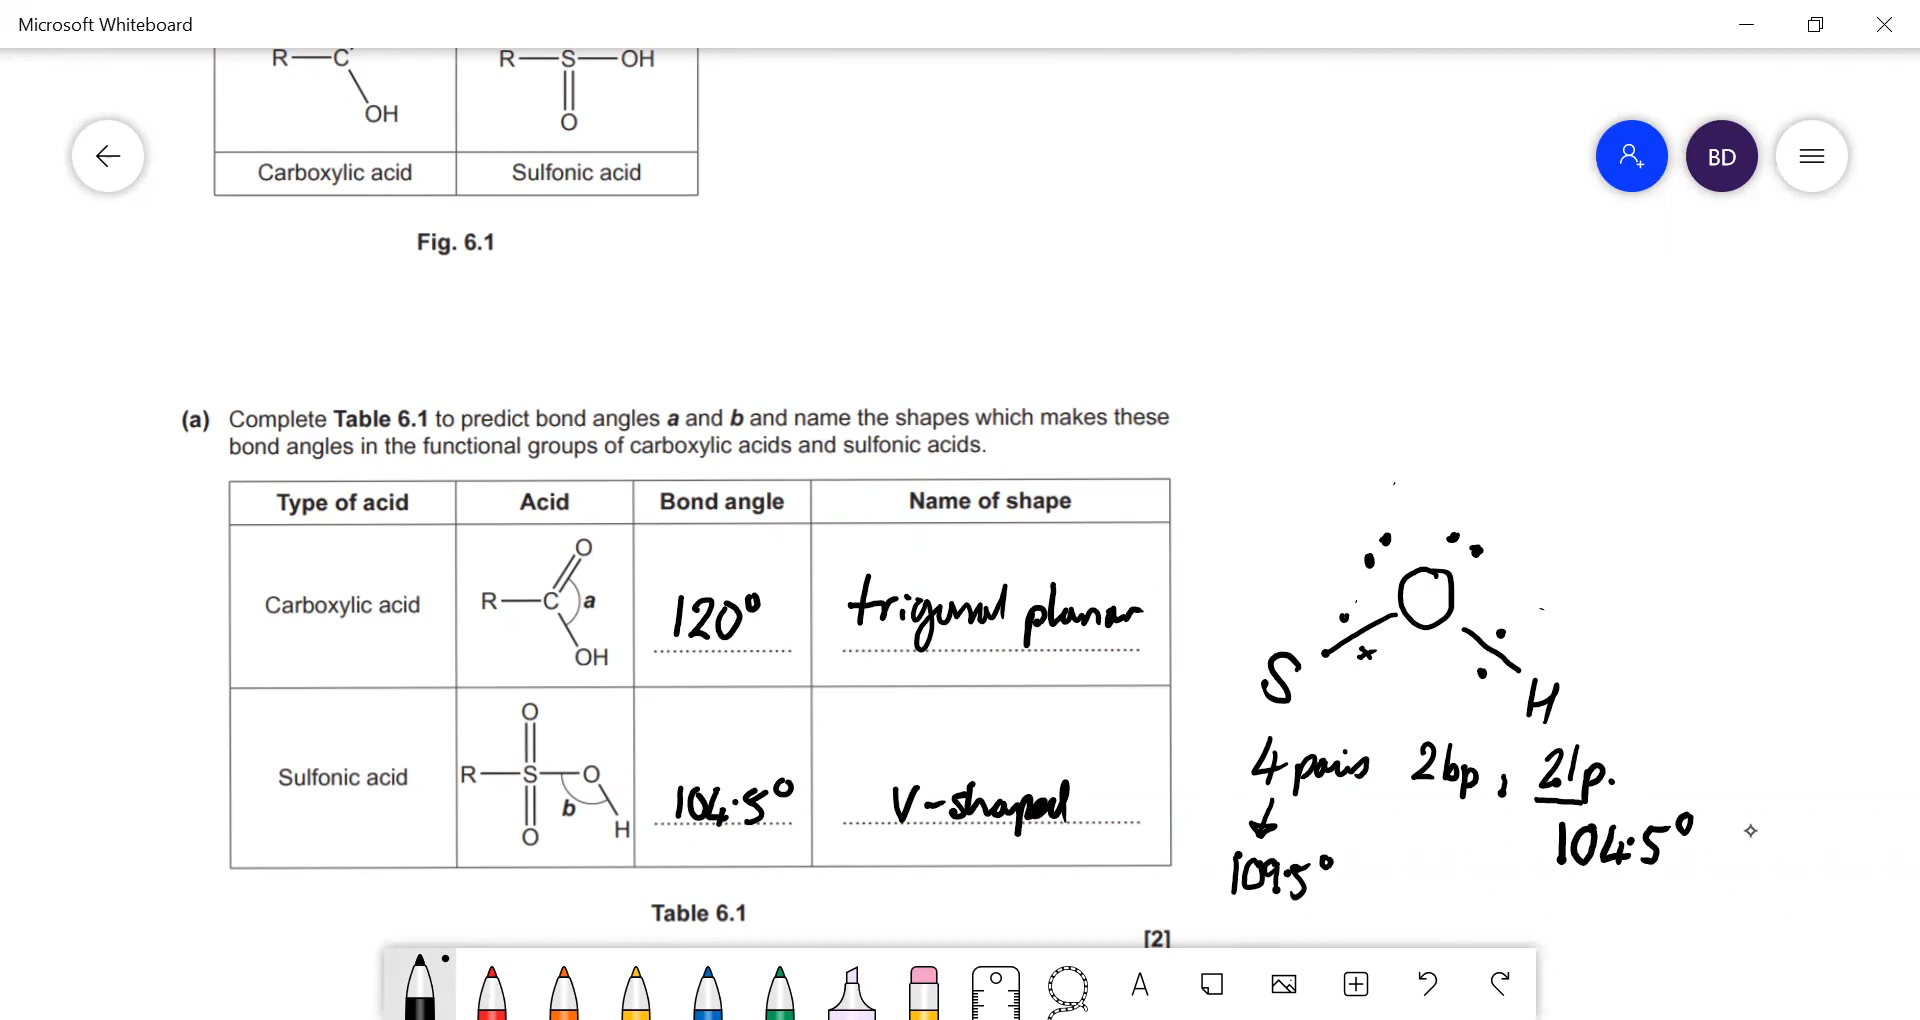 Microsoft Whiteboard
R C
R S OH
OH
O
Carboxylic acid Sulfonic acid
Fig. 6.1
BD
(a) Complete Table 6.1 to predict bond angles a and b and name the shapes which makes these
bond angles in the functional groups of carboxylic acids and sulfonic acids.
Type of acid Acid Bond angle Name of shape
Carboxylic acid R C O OH a 120° trigonal planar
Sulfonic acid R S O O O H b 104.5° V-shaped
Table 6.1
[2]
O
S H
4 pairs 2bp, 2lp.
109.5° 104.5°
A